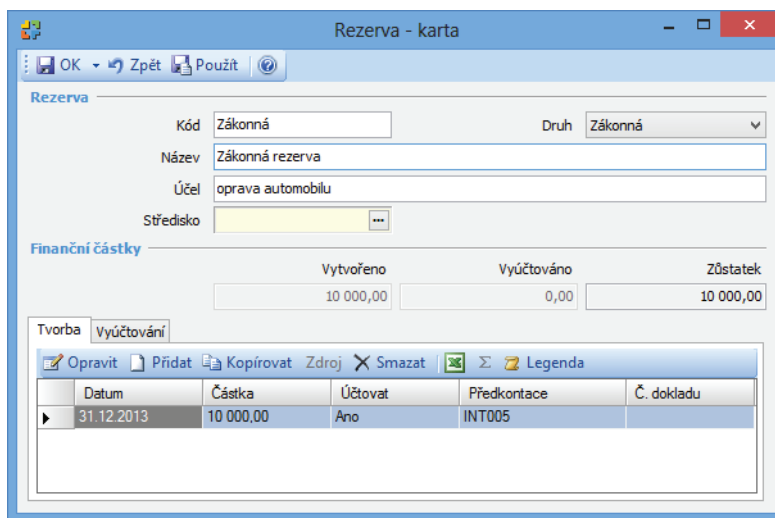 Rezerva - karta
OK Zpět Použít
Rezerva
Kód Zákonná Druh Zákonná
Název Zákonná rezerva
Účel oprava automobilu
Středisko ...
Finanční částky
Vytvořeno Vyúčtováno Zůstatek
10 000,00 0,00 10 000,00
Tvorba Vyúčtování
Opravit Přidat Kopírovat Zdroj Smazat Σ Legenda
Datum Částka Účtovat Předkontace Č. dokladu
31.12.2013 10 000,00 Ano INT005